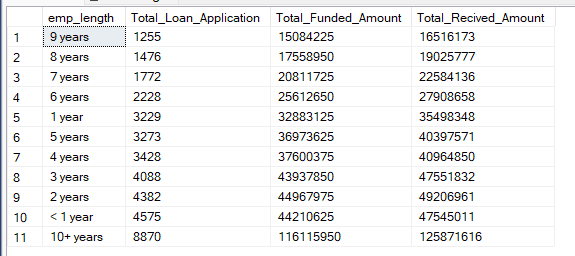 emp_length Total_Loan_Application Total_Funded_Amount Total_Recived_Amount
1 9 years 1255 15084225 16516173
2 8 years 1476 17558950 19025777
3 7 years 1772 20811725 22584136
4 6 years 2228 25612650 27908658
5 1 year 3229 32883125 35498348
6 5 years 3273 36973625 40397571
7 4 years 3428 37600375 40964850
8 3 years 4088 43937850 47551832
9 2 years 4382 44967975 49206961
10 < 1 year 4575 44210625 47545011
11 10+ years 8870 116115950 125871616